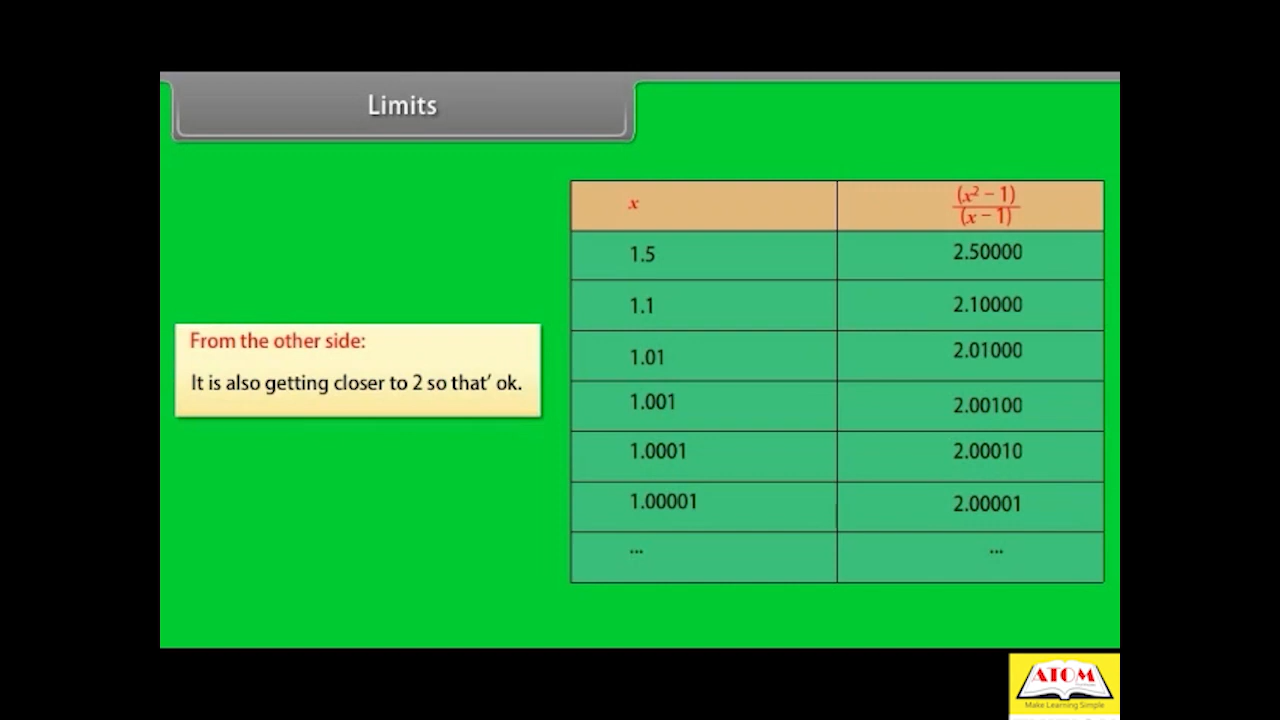 Limits
x (x² – 1)/(x – 1)
1.5 2.50000
1.1 2.10000
1.01 2.01000
1.001 2.00100
1.0001 2.00010
1.00001 2.00001
... ...
From the other side:
It is also getting closer to 2 so that’ ok.
ATOM
Make Learning Simple